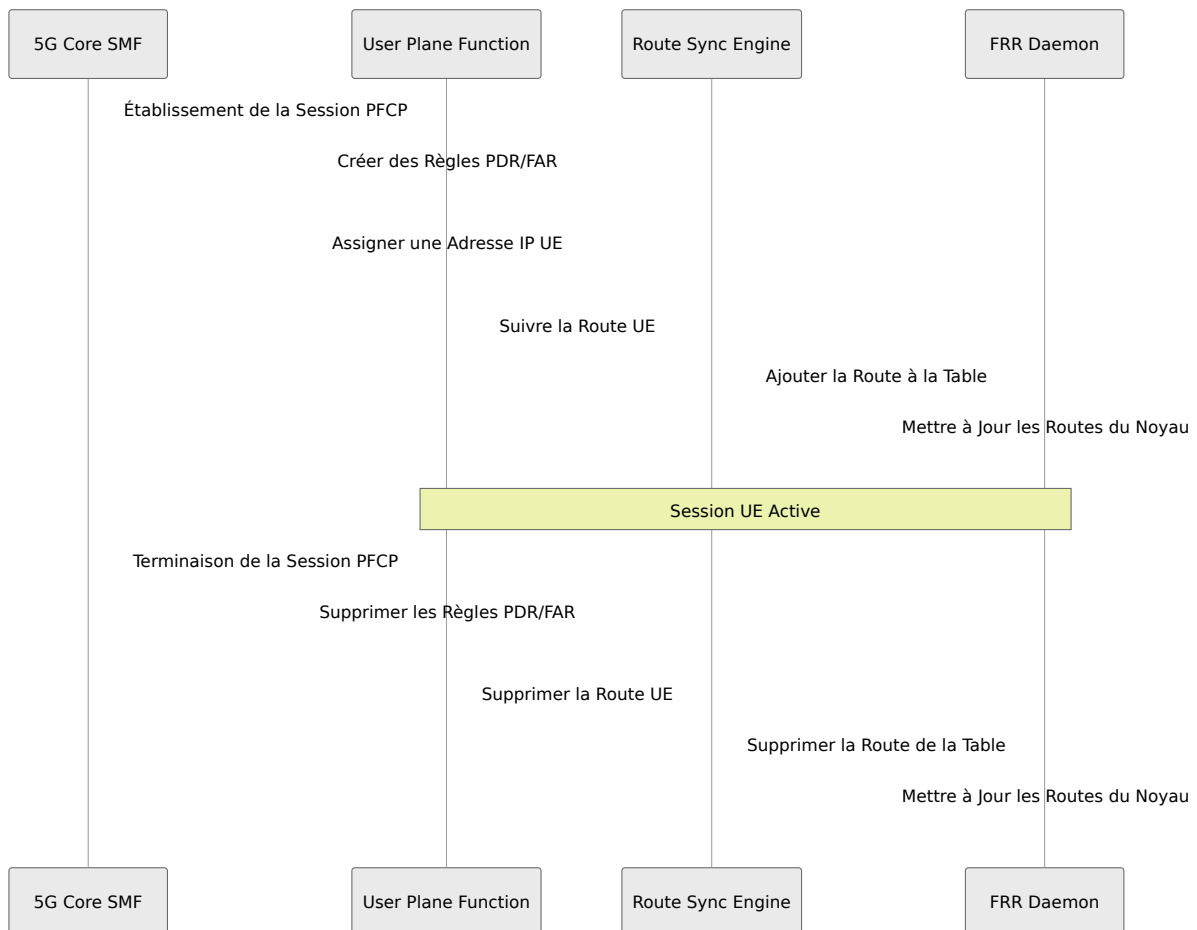 5G Core SMF
User Plane Function
Route Sync Engine
FRR Daemon
Établissement de la Session PFCP
Créer des Règles PDR/FAR
Assigner une Adresse IP UE
Suivre la Route UE
Ajouter la Route à la Table
Mettre à Jour les Routes du Noyau
Session UE Active
Terminaison de la Session PFCP
Supprimer les Règles PDR/FAR
Supprimer la Route UE
Supprimer la Route de la Table
Mettre à Jour les Routes du Noyau
5G Core SMF
User Plane Function
Route Sync Engine
FRR Daemon